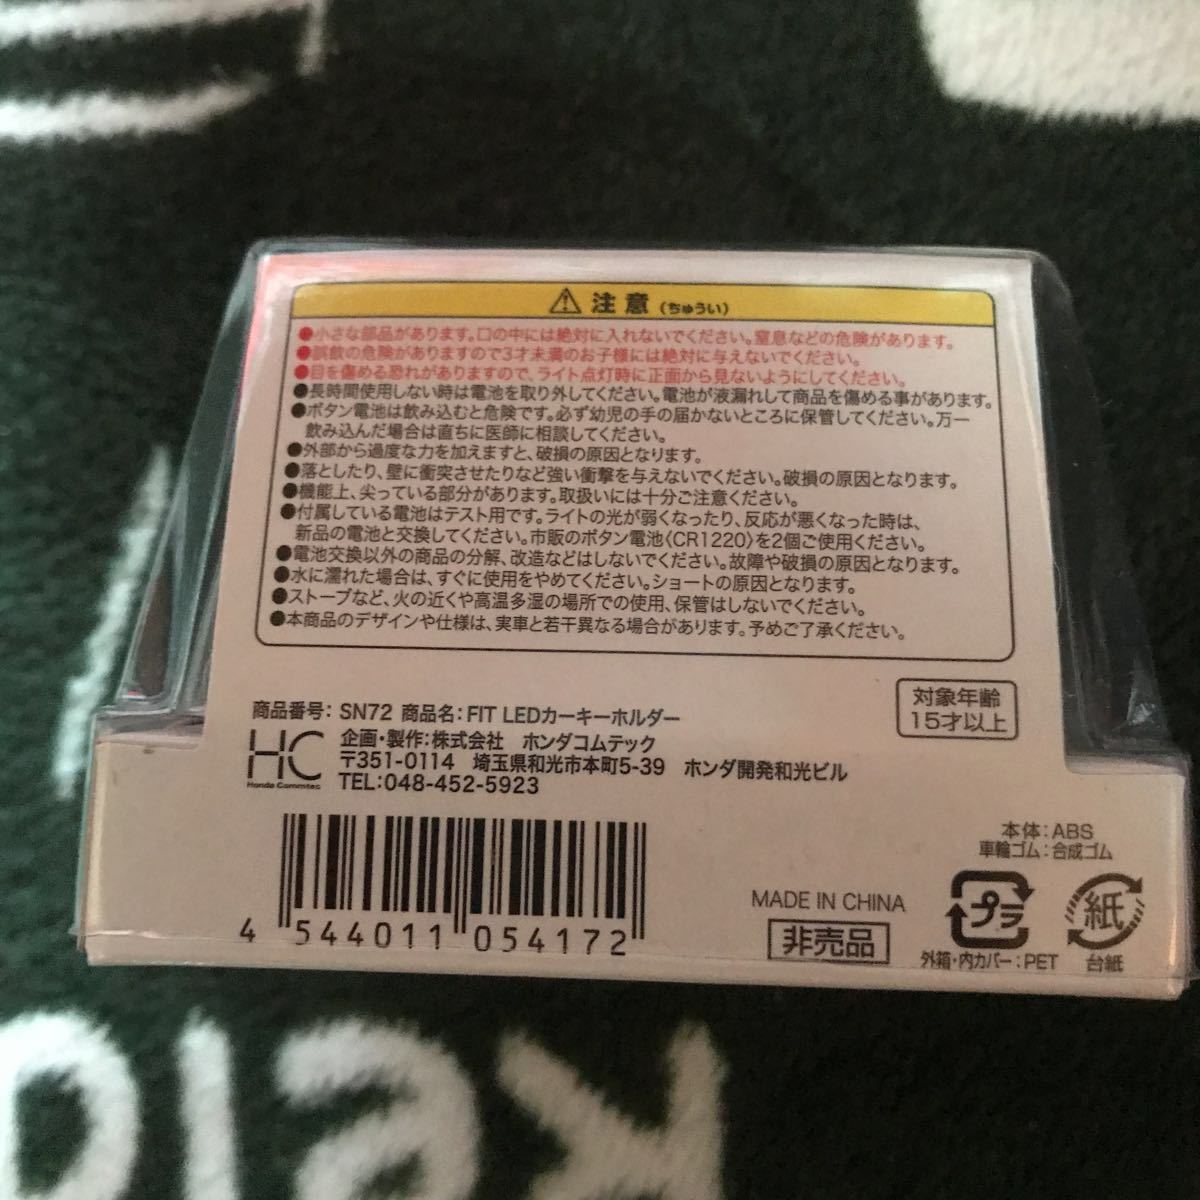 注意(ちゅうい)
●小さな部品があります。口の中には絶対に入れないでください。窒息などの危険があります。
●誤飲の危険がありますので3才未満のお子様には絶対に与えないでください。
●目を傷める恐れがありますので、ライト点灯時に正面から見ないようにしてください。
●長時間使用しない時は電池を取り外してください。電池が液漏れして商品を傷める事があります。
●ボタン電池は飲み込むと危険です。必ず幼児の手の届かないところに保管してください。万一
飲み込んだ場合は直ちに医師に相談してください。
●外部から過度な力を加えますと、破損の原因となります。
●落としたり、壁に衝突させたりなど強い衝撃を与えないでください。破損の原因となります。
●機能上、尖っている部分があります。取扱いには十分ご注意ください。
●付属している電池はテスト用です。ライトの光が弱くなったり、反応が悪くなった時は、
新品の電池と交換してください。市販のボタン電池〈CR1220〉を2個ご使用ください。
●電池交換以外の商品の分解、改造などはしないでください。故障や破損の原因となります。
●水に濡れた場合は、すぐに使用をやめてください。ショートの原因となります。
●ストーブなど、火の近くや高温多湿の場所での使用、保管はしないでください。
●本商品のデザインや仕様は、実車と若干異なる場合があります。予めご了承ください。
商品番号: SN72 商品名:FIT LEDカーキーホルダー
対象年齢
15才以上
HC
Honda Commtec
企画・製作:株式会社 ホンダコムテック
〒351-0114 埼玉県和光市本町5-39 ホンダ開発和光ビル
TEL:048-452-5923
本体:ABS
車輪ゴム:合成ゴム
4 544011 054172
MADE IN CHINA
非売品
プラ
外箱・内カバー:PET
紙
台紙